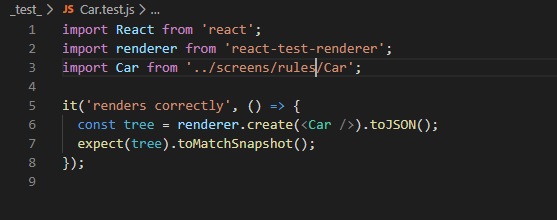 _test_ > JS Car.test.js > ...
1 import React from 'react';
2 import renderer from 'react-test-renderer';
3 import Car from '../screens/rules/Car';
4
5 it('renders correctly', () => {
6 const tree = renderer.create(<Car />).toJSON();
7 expect(tree).toMatchSnapshot();
8 });
9